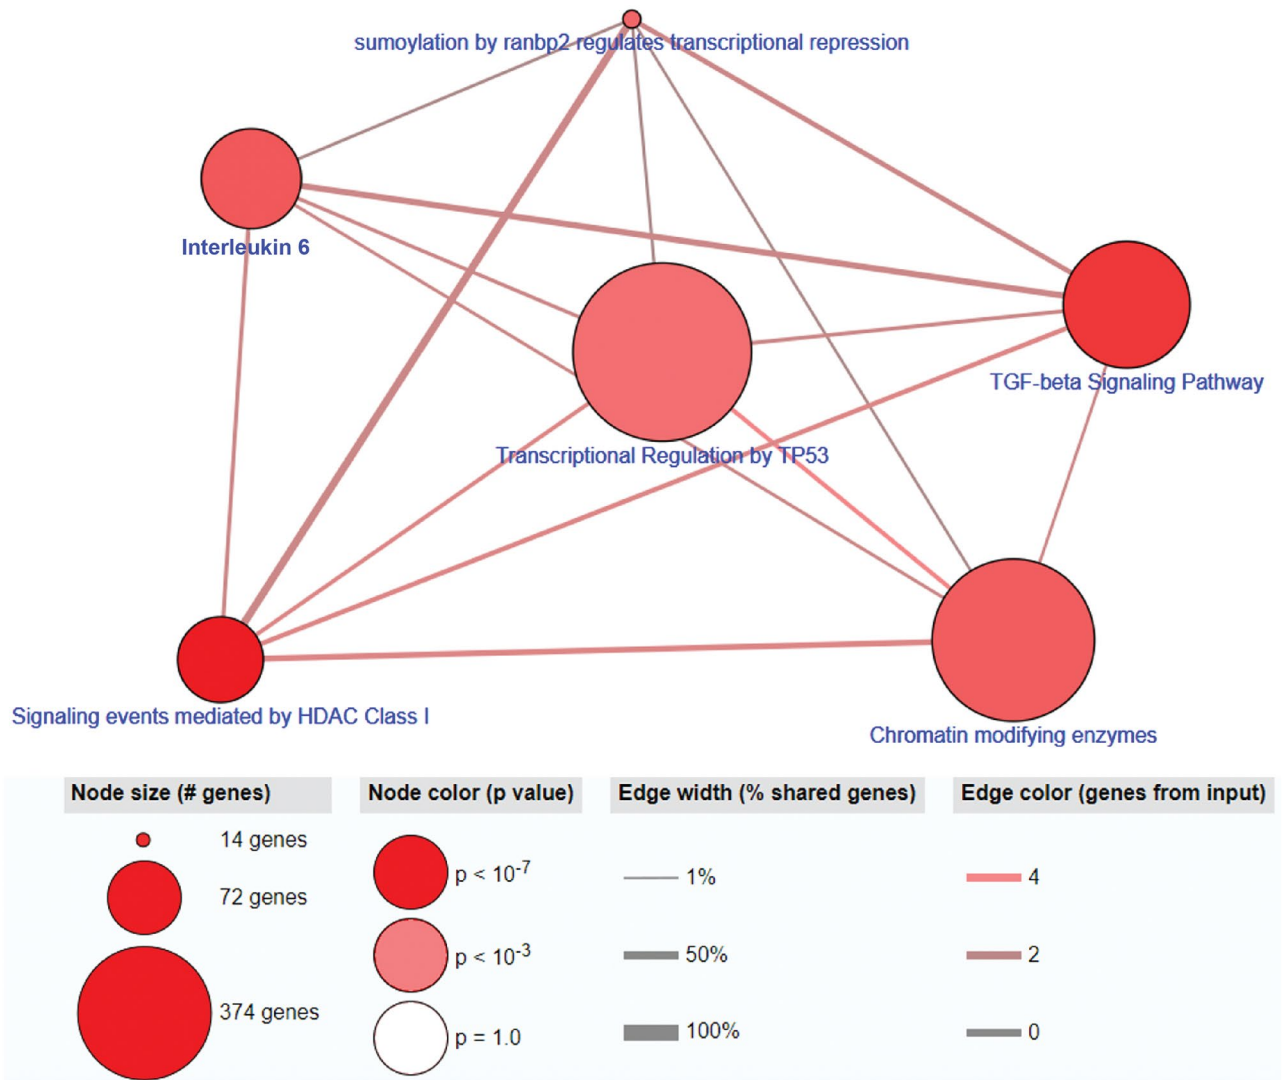 sumoylation by ranbp2 regulates transcriptional repression
Interleukin 6
TGF-beta Signaling Pathway
Transcriptional Regulation by TP53
Signaling events mediated by HDAC Class I
Chromatin modifying enzymes
Node size (# genes)
14 genes
72 genes
374 genes
Node color (p value)
p < 10-7
p < 10-3
p = 1.0
Edge width (% shared genes)
1%
50%
100%
Edge color (genes from input)
4
2
0